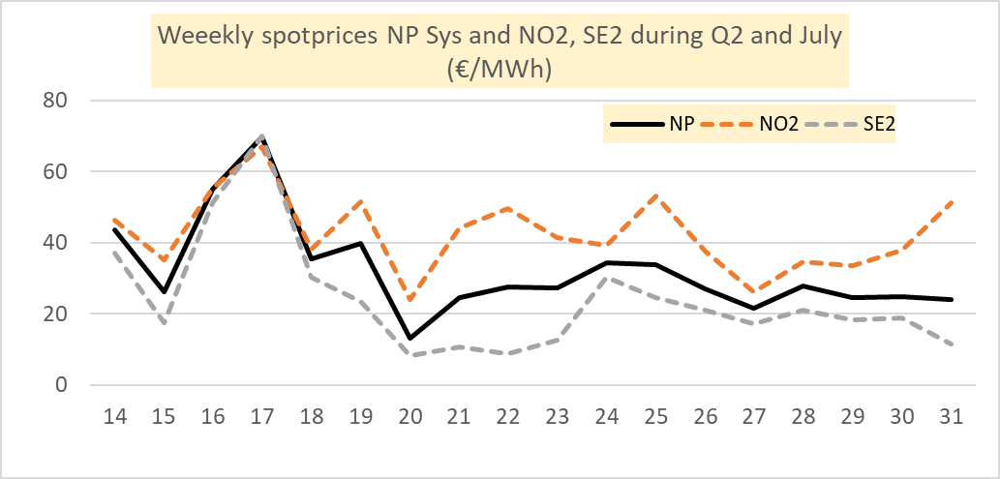 Weeekly spotprices NP Sys and NO2, SE2 during Q2 and July
(€/MWh)
80
NP NO2 SE2
60
40
20
0
14 15 16 17 18 19 20 21 22 23 24 25 26 27 28 29 30 31